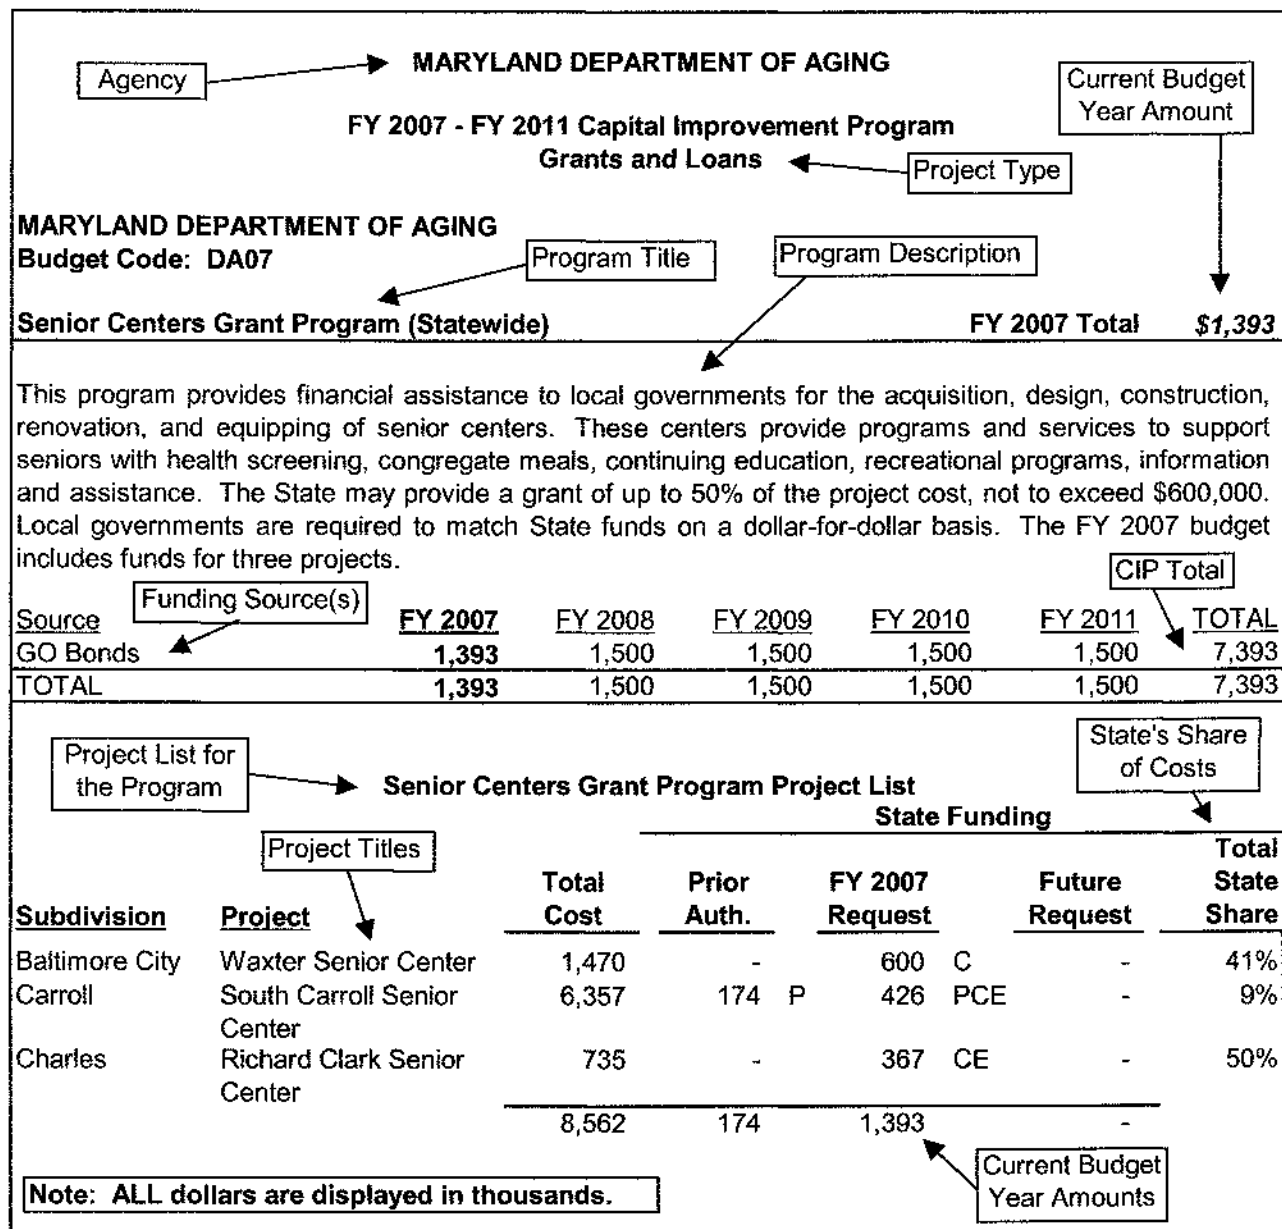 MARYLAND DEPARTMENT OF AGING
Agency
Current Budget
Year Amount
FY 2007 - FY 2011 Capital Improvement Program
Grants and Loans
Project Type
MARYLAND DEPARTMENT OF AGING
Budget Code: DA07
Program Title
Program Description
Senior Centers Grant Program (Statewide) FY 2007 Total $1,393
This program provides financial assistance to local governments for the acquisition, design, construction,
renovation, and equipping of senior centers. These centers provide programs and services to support
seniors with health screening, congregate meals, continuing education, recreational programs, information
and assistance. The State may provide a grant of up to 50% of the project cost, not to exceed $600,000.
Local governments are required to match State funds on a dollar-for-dollar basis. The FY 2007 budget
includes funds for three projects.
CIP Total
Funding Source(s)
Source FY 2007 FY 2008 FY 2009 FY 2010 FY 2011 TOTAL
GO Bonds 1,393 1,500 1,500 1,500 1,500 7,393
TOTAL 1,393 1,500 1,500 1,500 1,500 7,393
Project List for
the Program
State's Share
of Costs
Senior Centers Grant Program Project List
State Funding
Project Titles
Total
Total Prior FY 2007 Future State
Subdivision Project Cost Auth. Request Request Share
Baltimore City Waxter Senior Center 1,470 - 600 C - 41%
Carroll South Carroll Senior 6,357 174 P 426 PCE - 9%
Center
Charles Richard Clark Senior 735 - 367 CE - 50%
Center
8,562 174 1,393 -
Current Budget
Year Amounts
Note: ALL dollars are displayed in thousands.